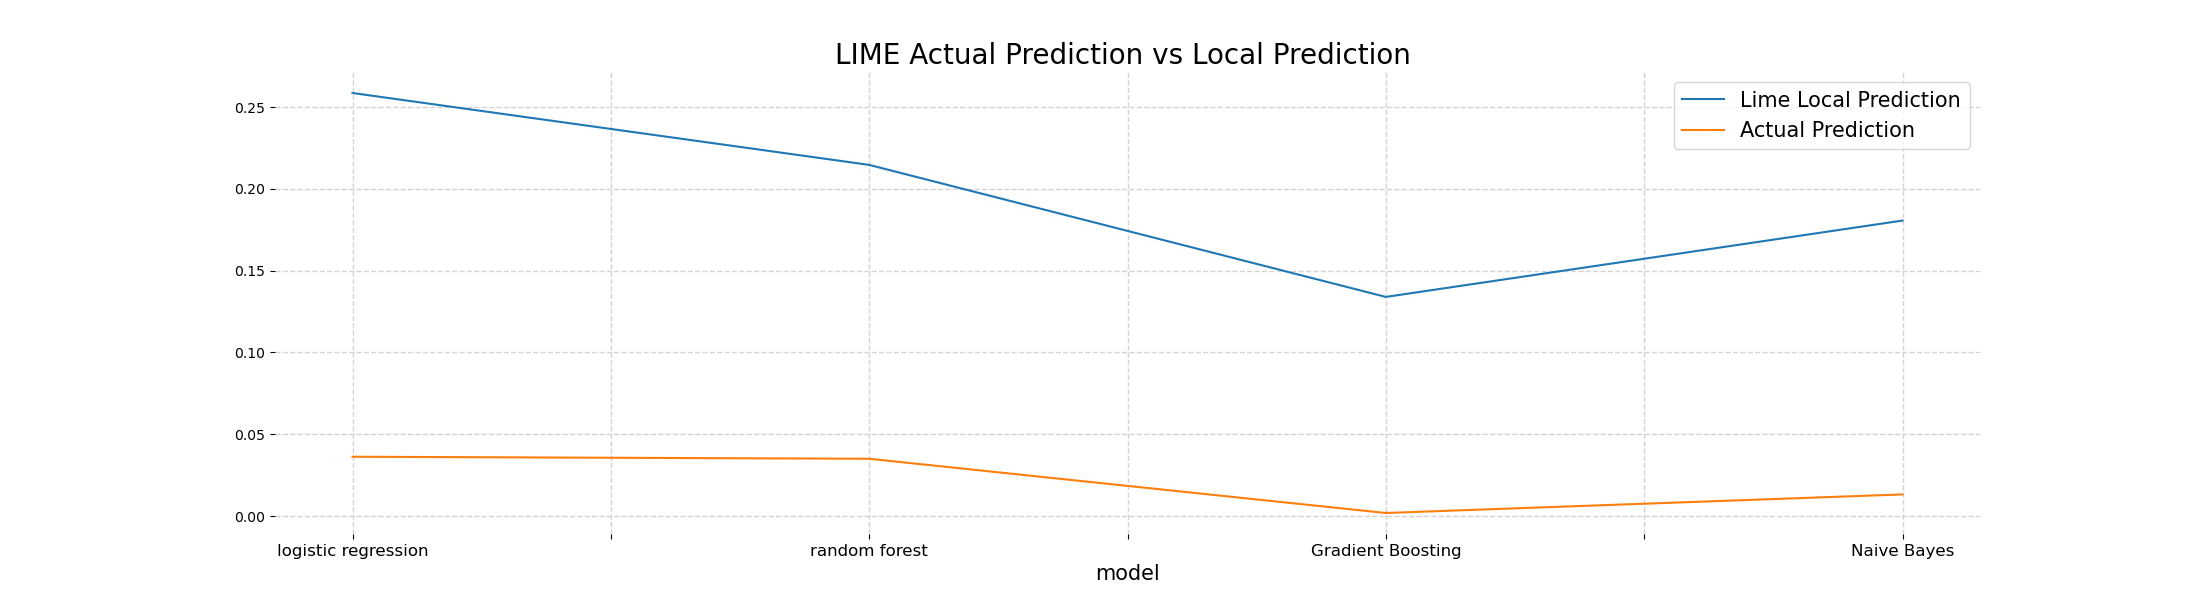 LIME Actual Prediction vs Local Prediction
Lime Local Prediction
Actual Prediction
0.25
0.20
0.15
0.10
0.05
0.00
logistic regression random forest Gradient Boosting Naive Bayes
model